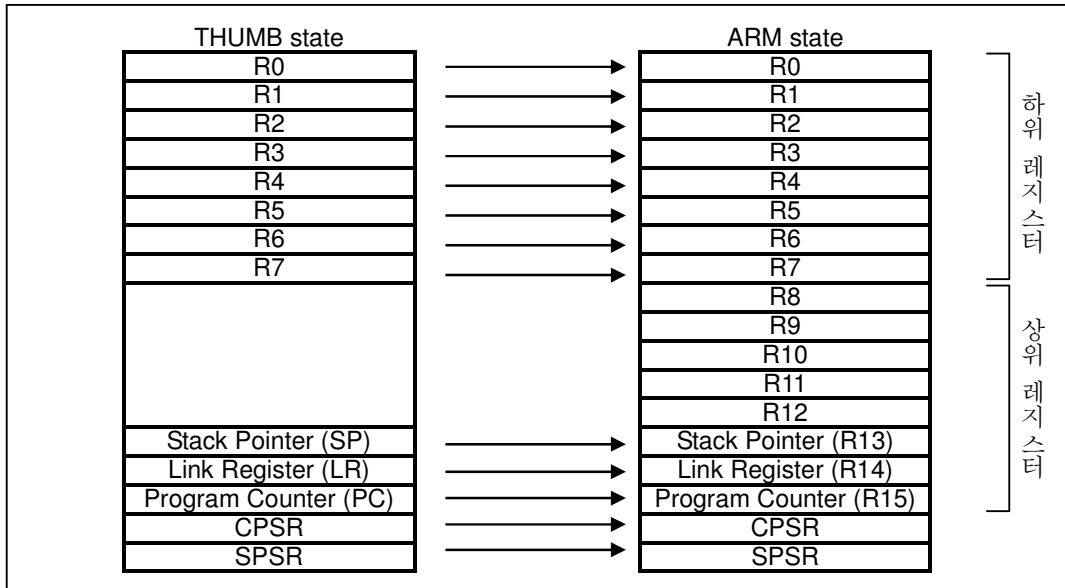 THUMB state
R0
R1
R2
R3
R4
R5
R6
R7
Stack Pointer (SP)
Link Register (LR)
Program Counter (PC)
CPSR
SPSR
ARM state
R0
R1
R2
R3
R4
R5
R6
R7
R8
R9
R10
R11
R12
Stack Pointer (R13)
Link Register (R14)
Program Counter (R15)
CPSR
SPSR
하위 레지스터
상위 레지스터